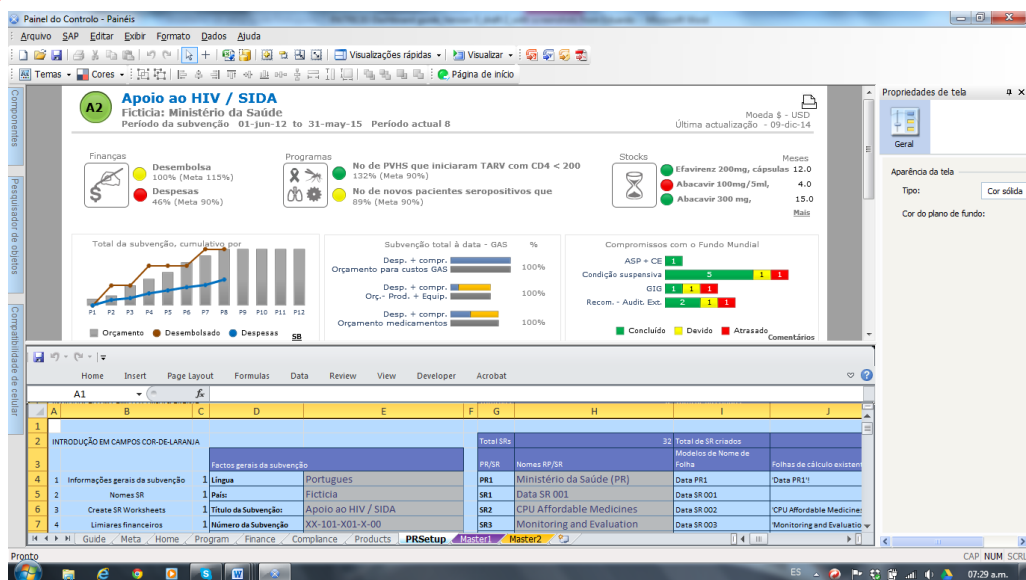 Painel do Controlo - Painéis
Arquivo SAP Editar Exibir Formato Dados Ajuda
Visualizações rápidas Visualizar
Temas Cores Página de início
Componentes
Pesquisador de objetos
Compatibilidade de celular
A2
Apoio ao HIV / SIDA
Ficticia: Ministério da Saúde
Período da subvenção 01-jun-12 to 31-may-15 Período actual 8
Moeda $ - USD
Última actualização - 09-dic-14
Finanças
Desembolsa
100% (Meta 115%)
Despesas
46% (Meta 90%)
Programas
No de PVHS que iniciaram TARV com CD4 < 200
132% (Meta 90%)
No de novos pacientes seropositivos que
89% (Meta 90%)
Stocks Meses
Efavirenz 200mg, cápsulas 12.0
Abacavir 100mg/5ml, 4.0
Abacavir 300 mg, 15.0
Mais
Total da subvenção, cumulativo por
P1 P2 P3 P4 P5 P6 P7 P8 P9 P10 P11 P12
Orçamento Desembolsado Despesas
SB
Subvenção total à data - GAS %
Desp. + compr.
Orçamento para custos GAS 100%
Desp. + compr.
Orç.- Prod. + Equip. 100%
Desp. + compr.
Orçamento medicamentos 100%
Compromissos com o Fundo Mundial
ASP + CE 1
Condição suspensiva 5 1 1
GIG 1 1 1
Recom. - Audit. Ext. 2 1 1
Concluído Devido Atrasado
Comentários
Propriedades de tela
Geral
Aparência da tela
Tipo: Cor sólida
Cor do plano de fundo:
Home Insert Page Layout Formulas Data Review View Developer Acrobat
A1 fx
A B C D E F G H I J
1
2 INTRODUÇÃO EM CAMPOS COR-DE-LARANJA Total SRs 32 Total de SR criados
3 Factos gerais da subvenção PR/SR Nomes RP/SR Modelos de Nome de Folha Folhas de cálculo existent
4 1 Informações gerais da subvenção 1 Língua Portugues PR1 Ministério da Saúde (PR) Data PR1 'Data PR1'!
5 2 Nomes SR 1 País: Ficticia SR1 Data SR 001 Data SR 001
6 3 Create SR Worksheets 1 Título da Subvenção: Apoio ao HIV / SIDA SR2 CPU Affordable Medicines Data SR 002 'CPU Affordable Medicine
7 4 Limiares financeiros 1 Número da Subvenção XX-101-X01-X-00 SR3 Monitoring and Evaluation Data SR 003 'Monitoring and Evaluatio
Guide Meta Home Program Finance Compliance Products PRSetup Master1 Master2
Pronto
CAP NUM SCRL
ES 07:29 a.m.